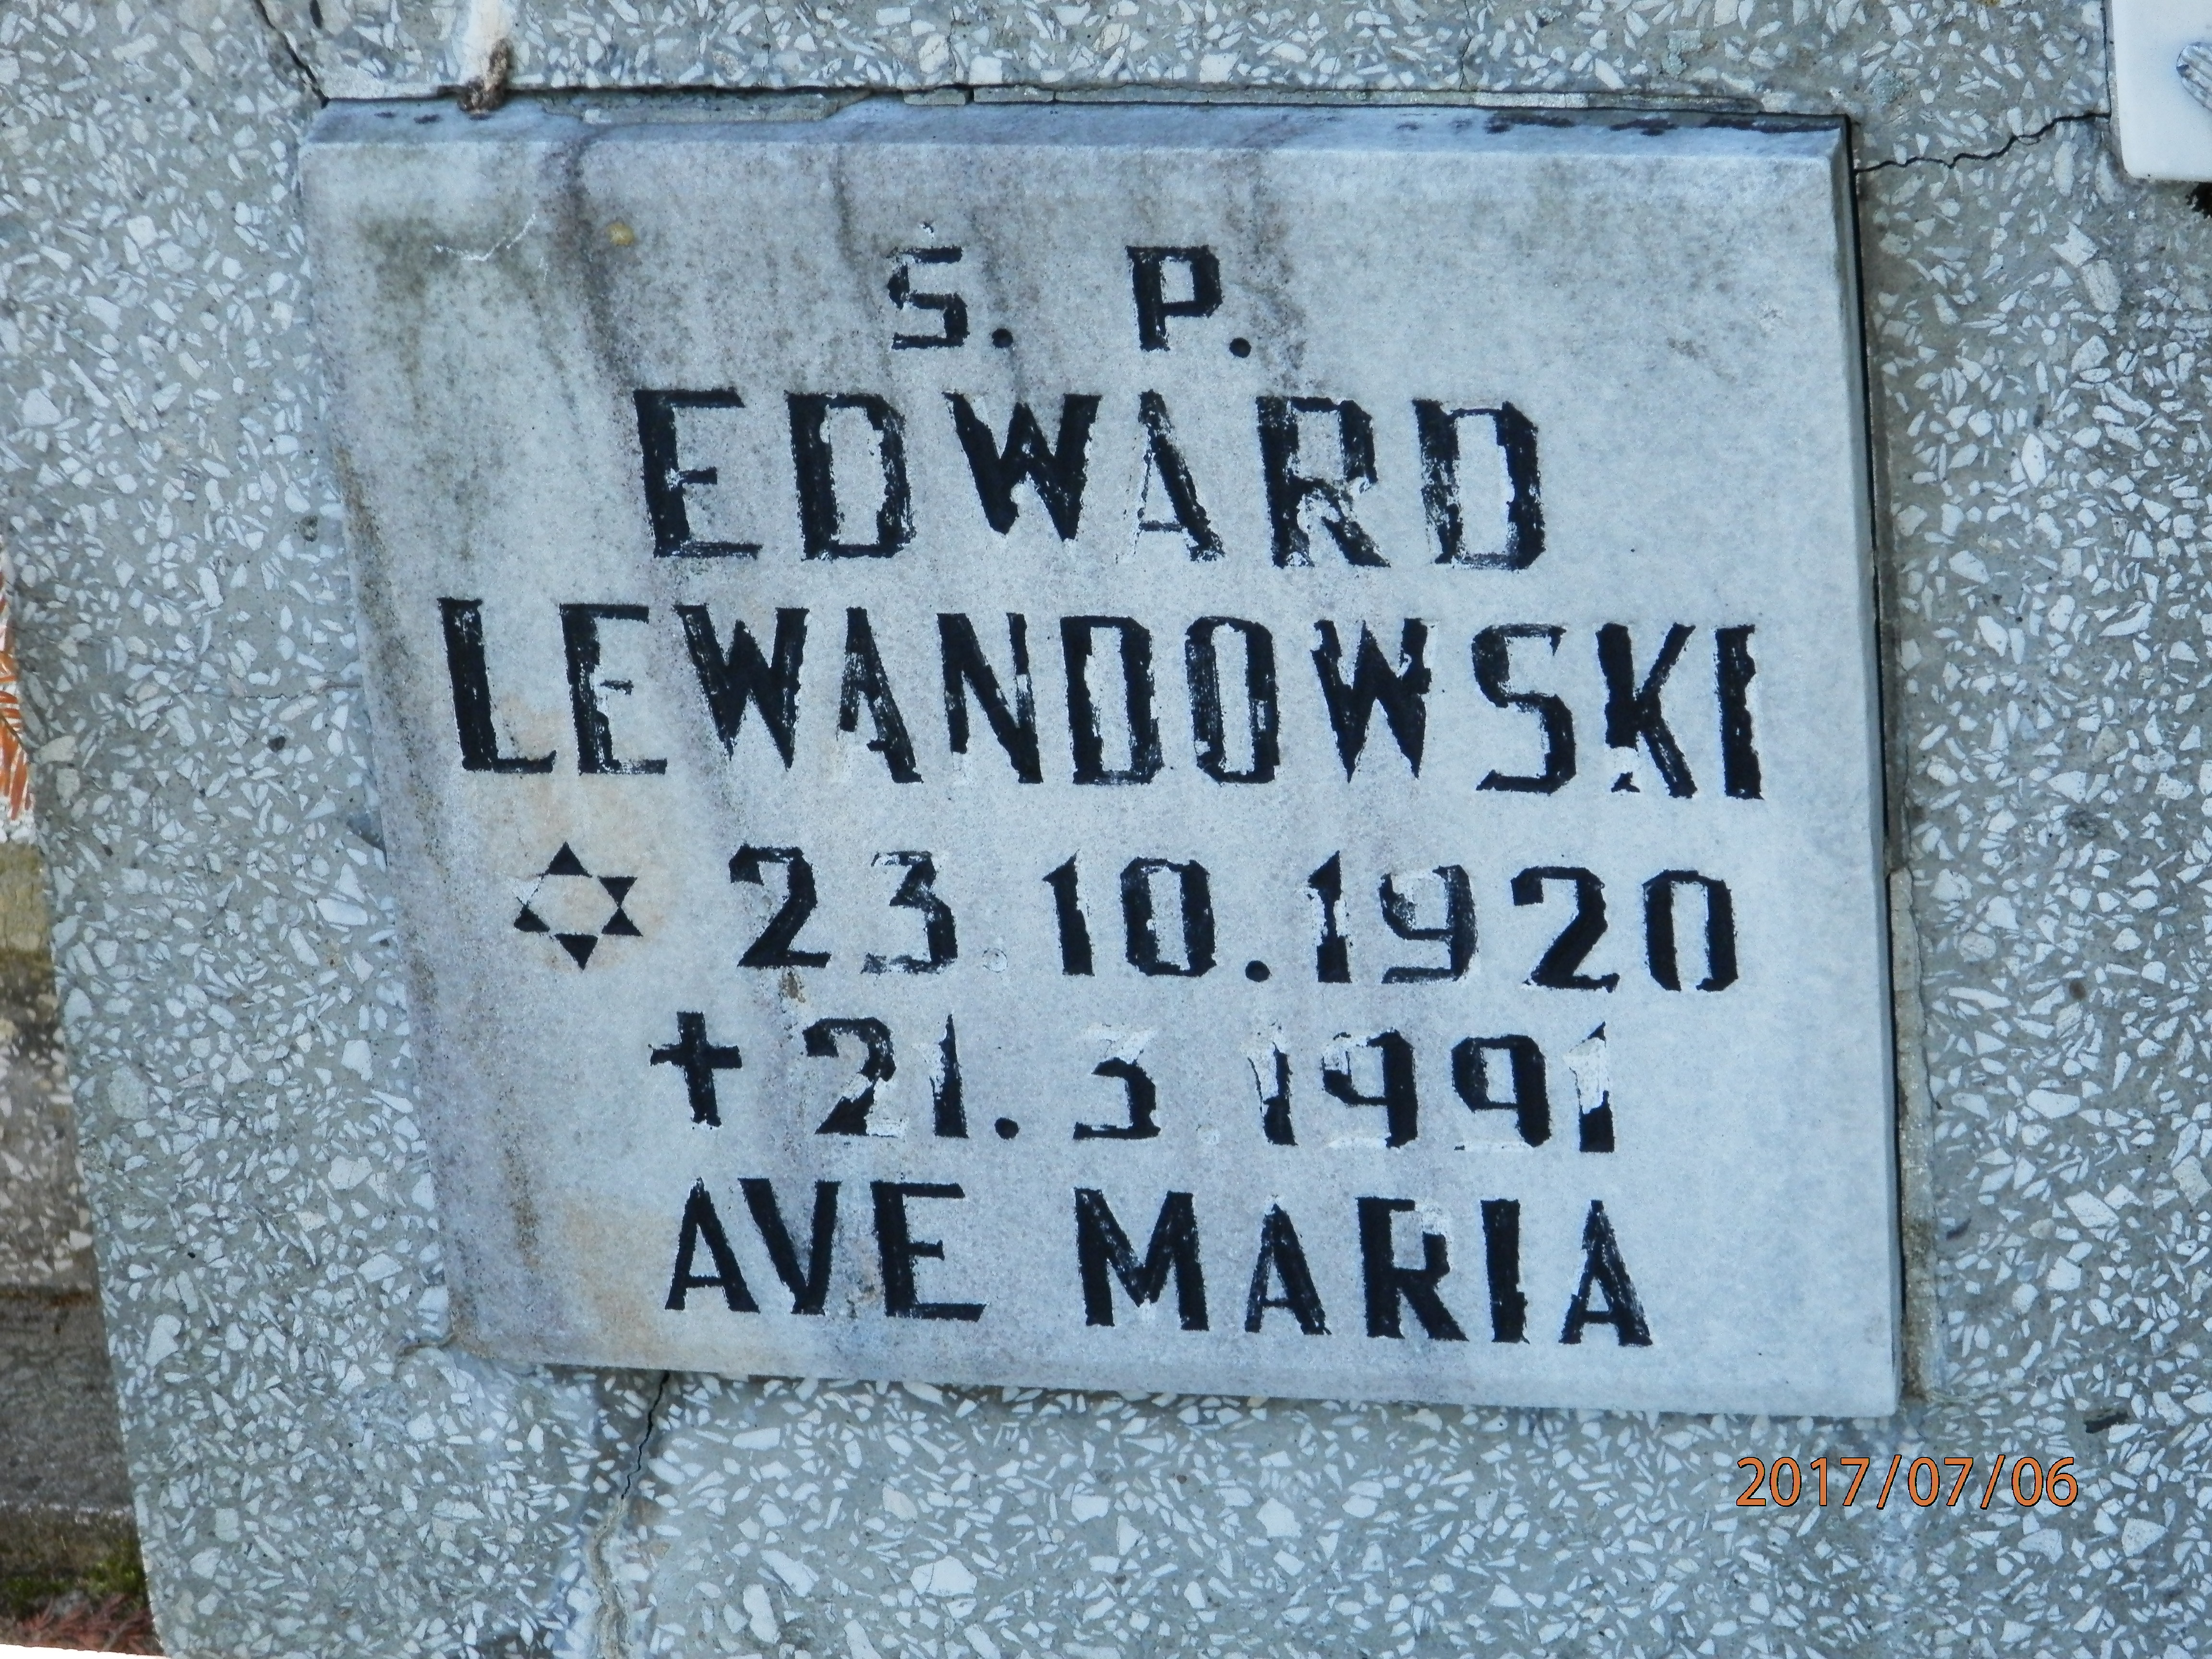 Ś. P.
EDWARD
LEWANDOWSKI
✡ 23.10.1920
✝ 21.3.1991
AVE MARIA
2017/07/06